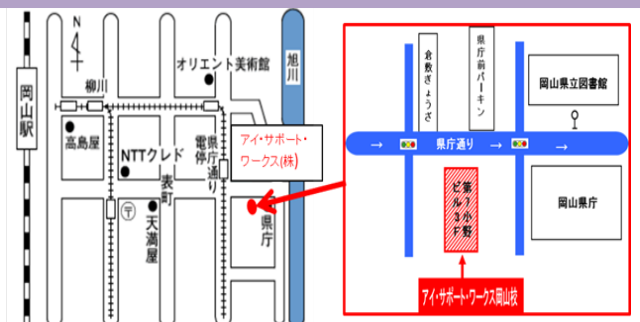 N
岡山駅
柳川
オリエント美術館
旭川
高島屋
NTTクレド
表町
県庁通り
電停
アイ・サポート・
ワークス(株)
〒
天満屋
県庁
倉敷ぎょうざ
県庁前パーキン
岡山県立図書館
→
県庁通り
→
→
第7小野
ビル3F
岡山県庁
アイ・サポート・ワークス岡山校